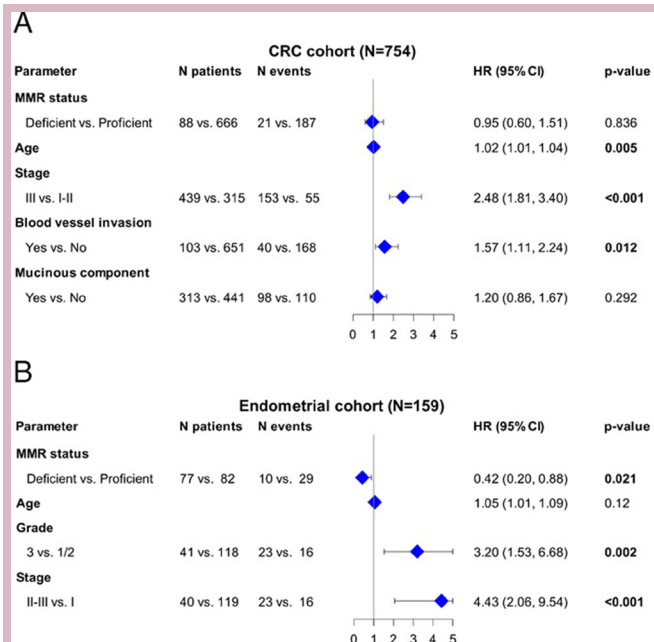 A
CRC cohort (N=754)
Parameter N patients N events HR (95% CI) p-value
MMR status
Deficient vs. Proficient 88 vs. 666 21 vs. 187 0.95 (0.60, 1.51) 0.836
Age 1.02 (1.01, 1.04) 0.005
Stage
III vs. I-II 439 vs. 315 153 vs. 55 2.48 (1.81, 3.40) <0.001
Blood vessel invasion
Yes vs. No 103 vs. 651 40 vs. 168 1.57 (1.11, 2.24) 0.012
Mucinous component
Yes vs. No 313 vs. 441 98 vs. 110 1.20 (0.86, 1.67) 0.292
0 1 2 3 4 5
B
Endometrial cohort (N=159)
Parameter N patients N events HR (95% CI) p-value
MMR status
Deficient vs. Proficient 77 vs. 82 10 vs. 29 0.42 (0.20, 0.88) 0.021
Age 1.05 (1.01, 1.09) 0.12
Grade
3 vs. 1/2 41 vs. 118 23 vs. 16 3.20 (1.53, 6.68) 0.002
Stage
II-III vs. I 40 vs. 119 23 vs. 16 4.43 (2.06, 9.54) <0.001
0 1 2 3 4 5